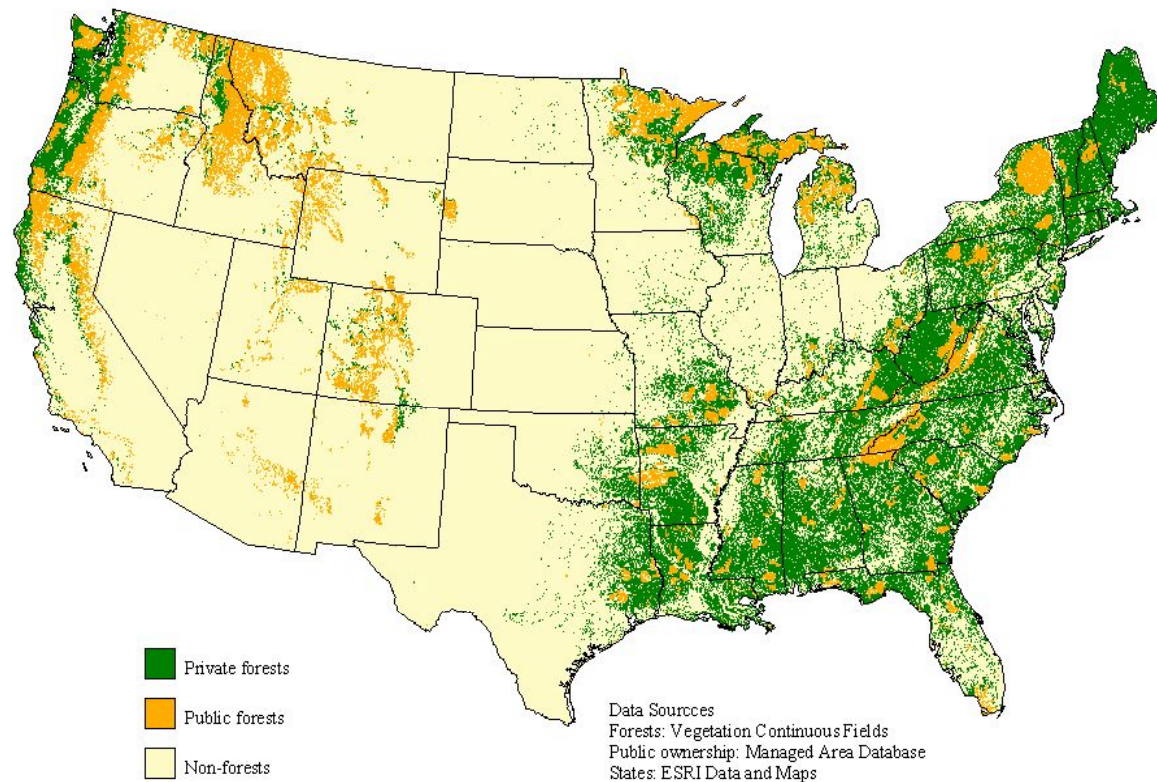 Private forests
Public forests
Non-forests
Data Sourcces
Forests: Vegetation Continuous Fields
Public ownership: Managed Area Database
States: ESRI Data and Maps